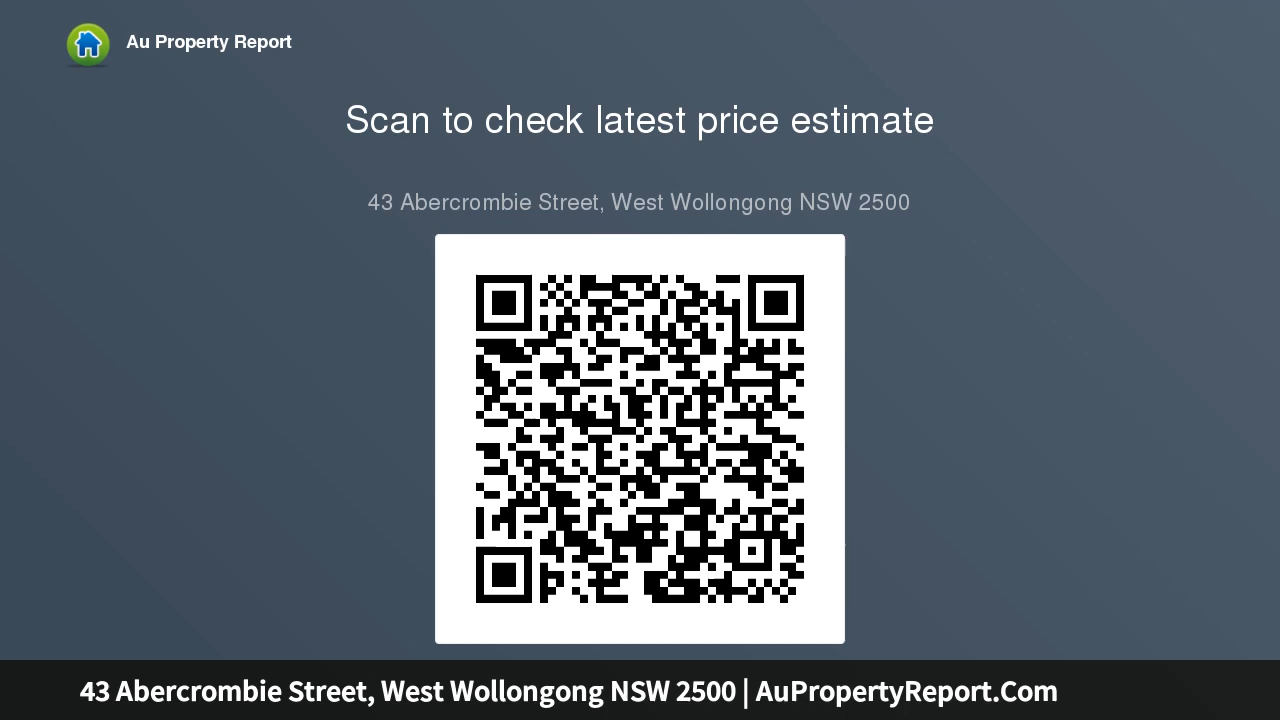 Au Property Report
Scan to check latest price estimate
43 Abercrombie Street, West Wollongong NSW 2500
43 Abercrombie Street, West Wollongong NSW 2500 | AuPropertyReport.Com